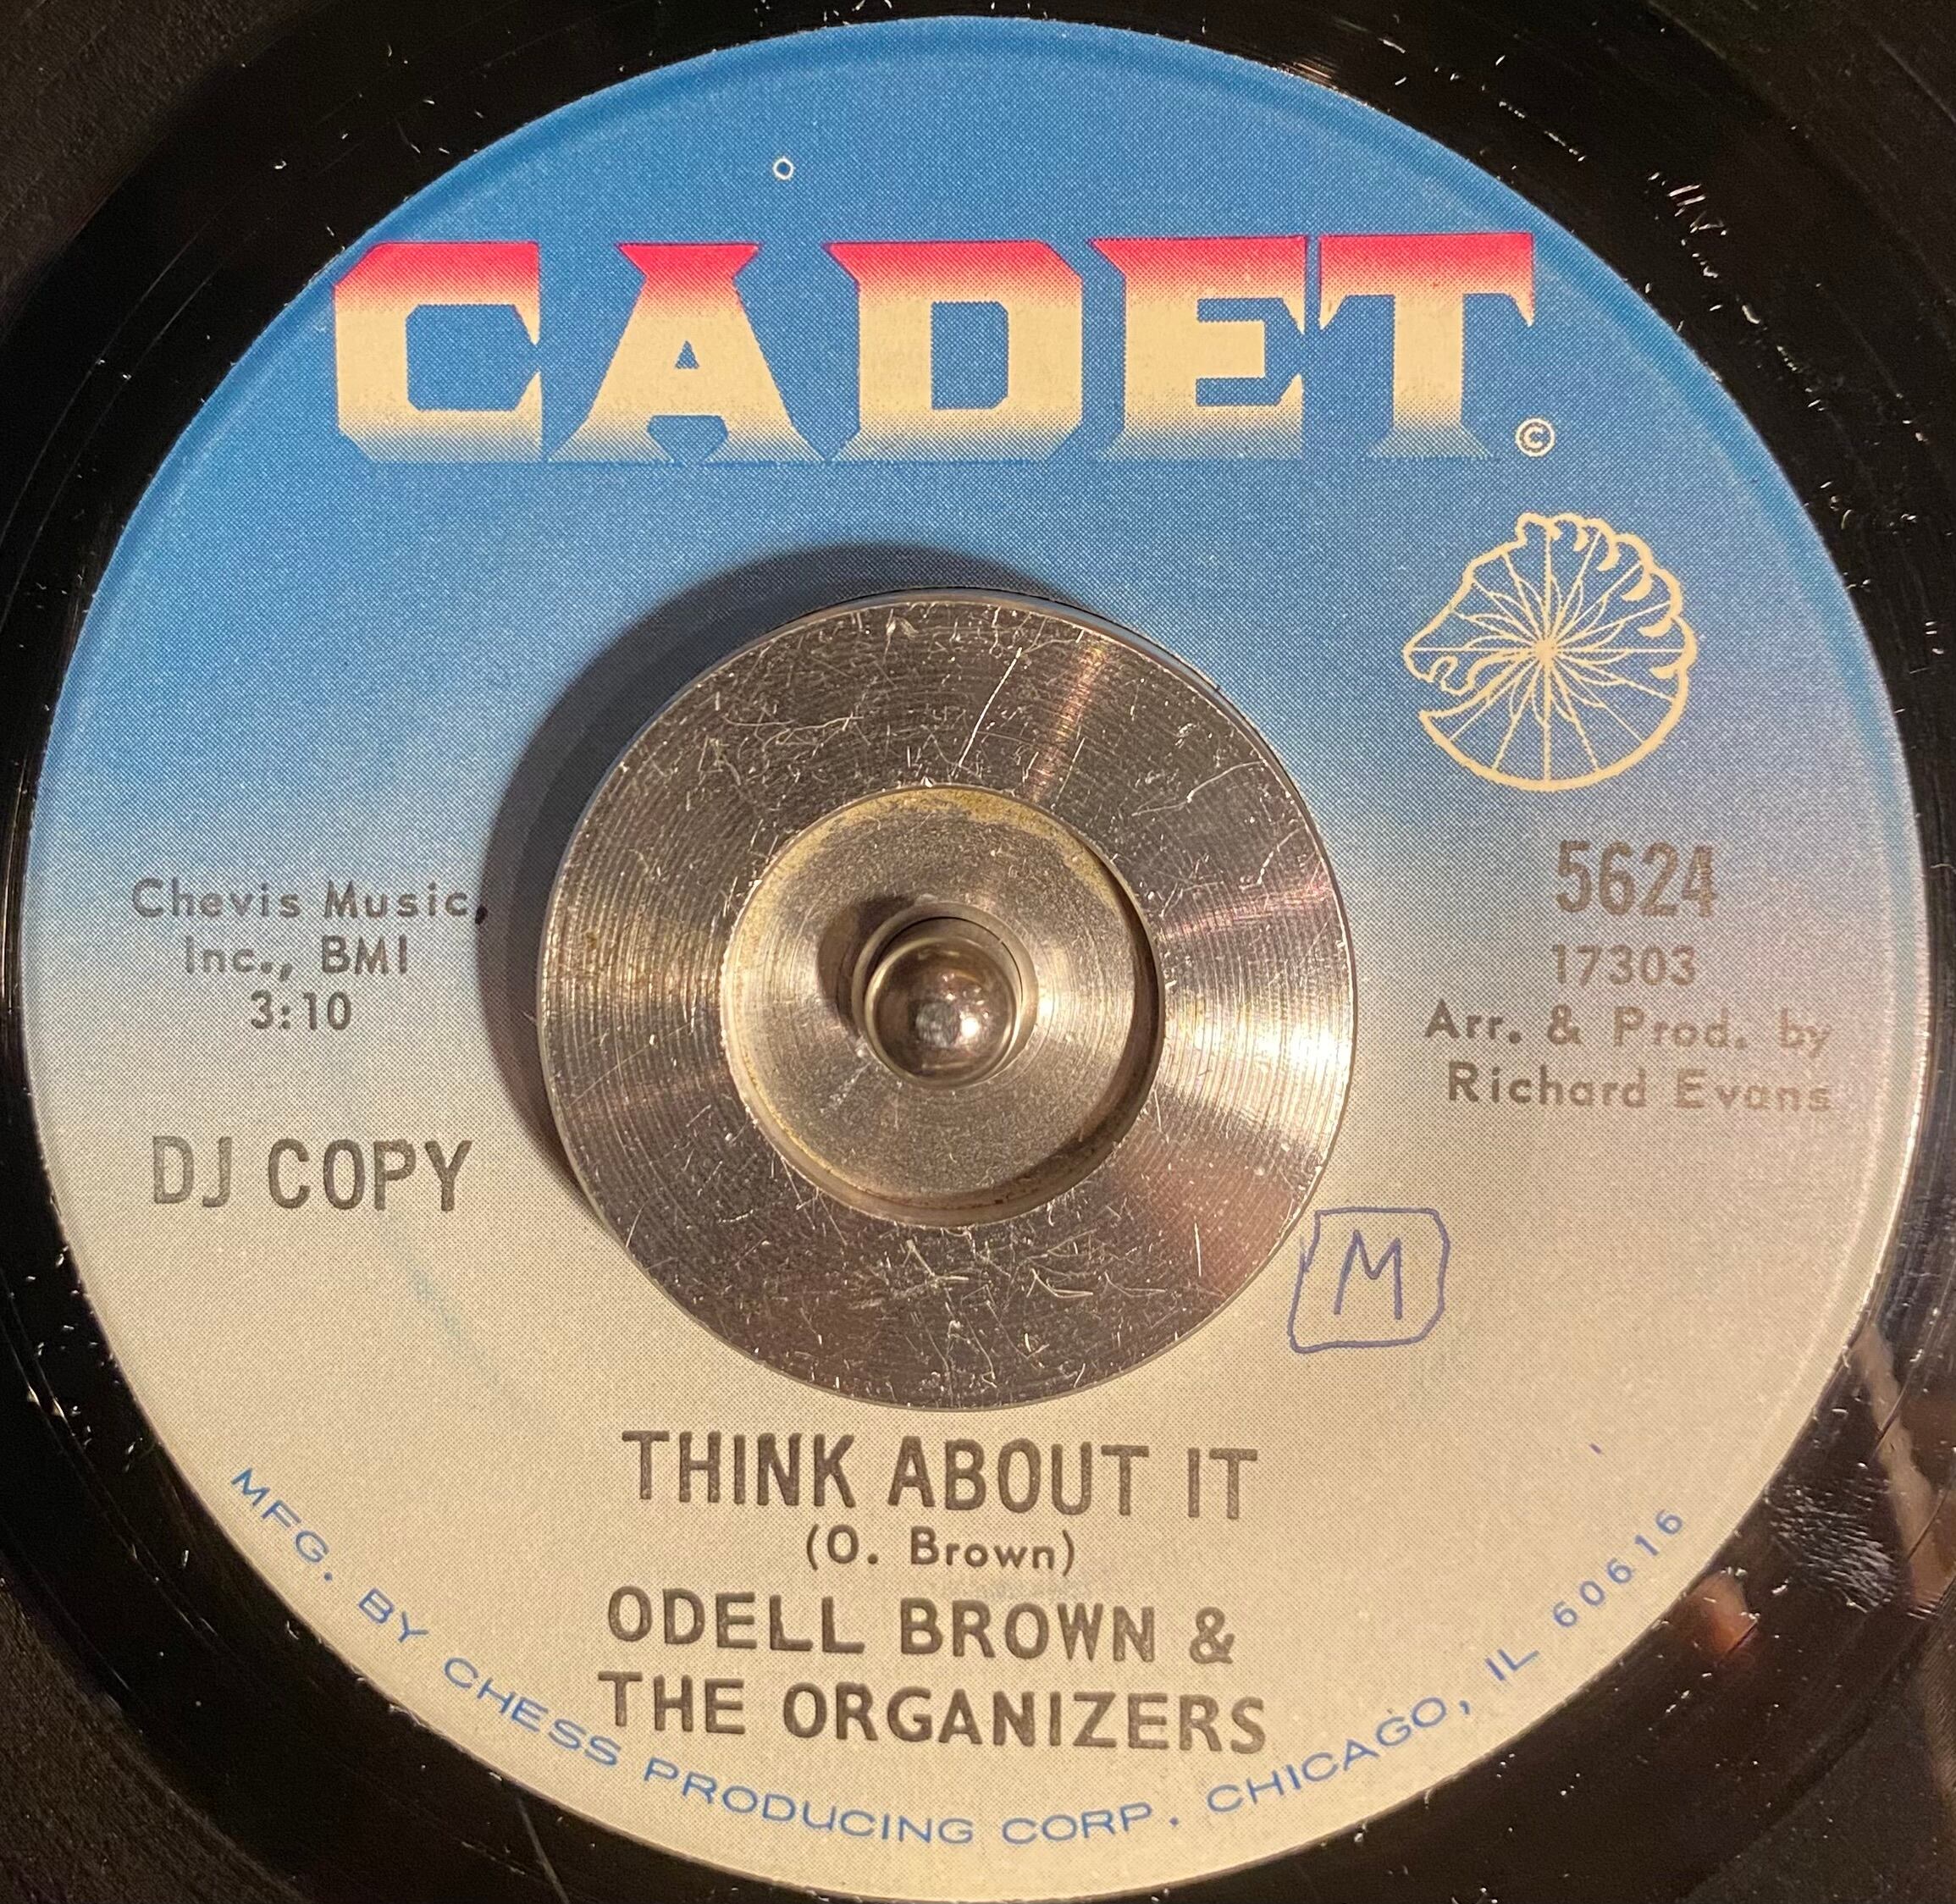 CADET
©
Chevis Music,
Inc., BMI
3:10
DJ COPY
5624
17303
Arr. & Prod. by
Richard Evans
M
THINK ABOUT IT
(O. Brown)
ODELL BROWN &
THE ORGANIZERS
MFG. BY CHESS PRODUCING CORP. CHICAGO, IL 60616